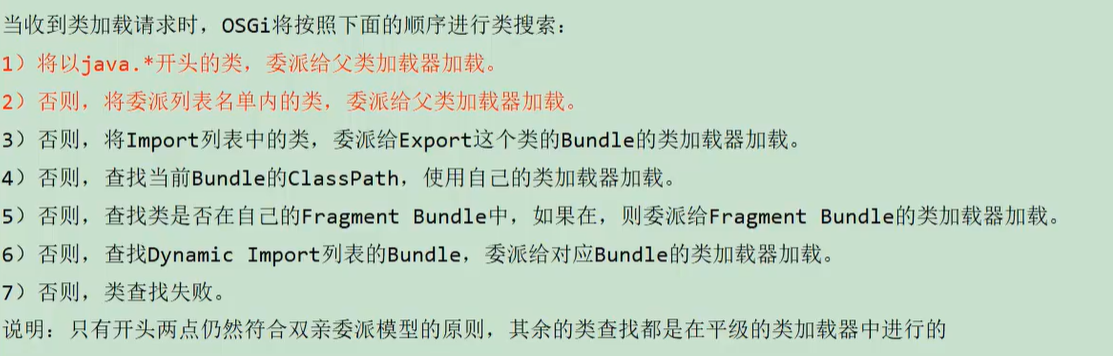 当收到类加载请求时，OSGi将按照下面的顺序进行类搜索：
1）将以java.*开头的类，委派给父类加载器加载。
2）否则，将委派列表名单内的类，委派给父类加载器加载。
3）否则，将Import列表中的类，委派给Export这个类的Bundle的类加载器加载。
4）否则，查找当前Bundle的ClassPath，使用自己的类加载器加载。
5）否则，查找类是否在自己的Fragment Bundle中，如果在，则委派给Fragment Bundle的类加载器加载。
6）否则，查找Dynamic Import列表的Bundle，委派给对应Bundle的类加载器加载。
7）否则，类查找失败。
说明：只有开头两点仍然符合双亲委派模型的原则，其余的类查找都是在平级的类加载器中进行的